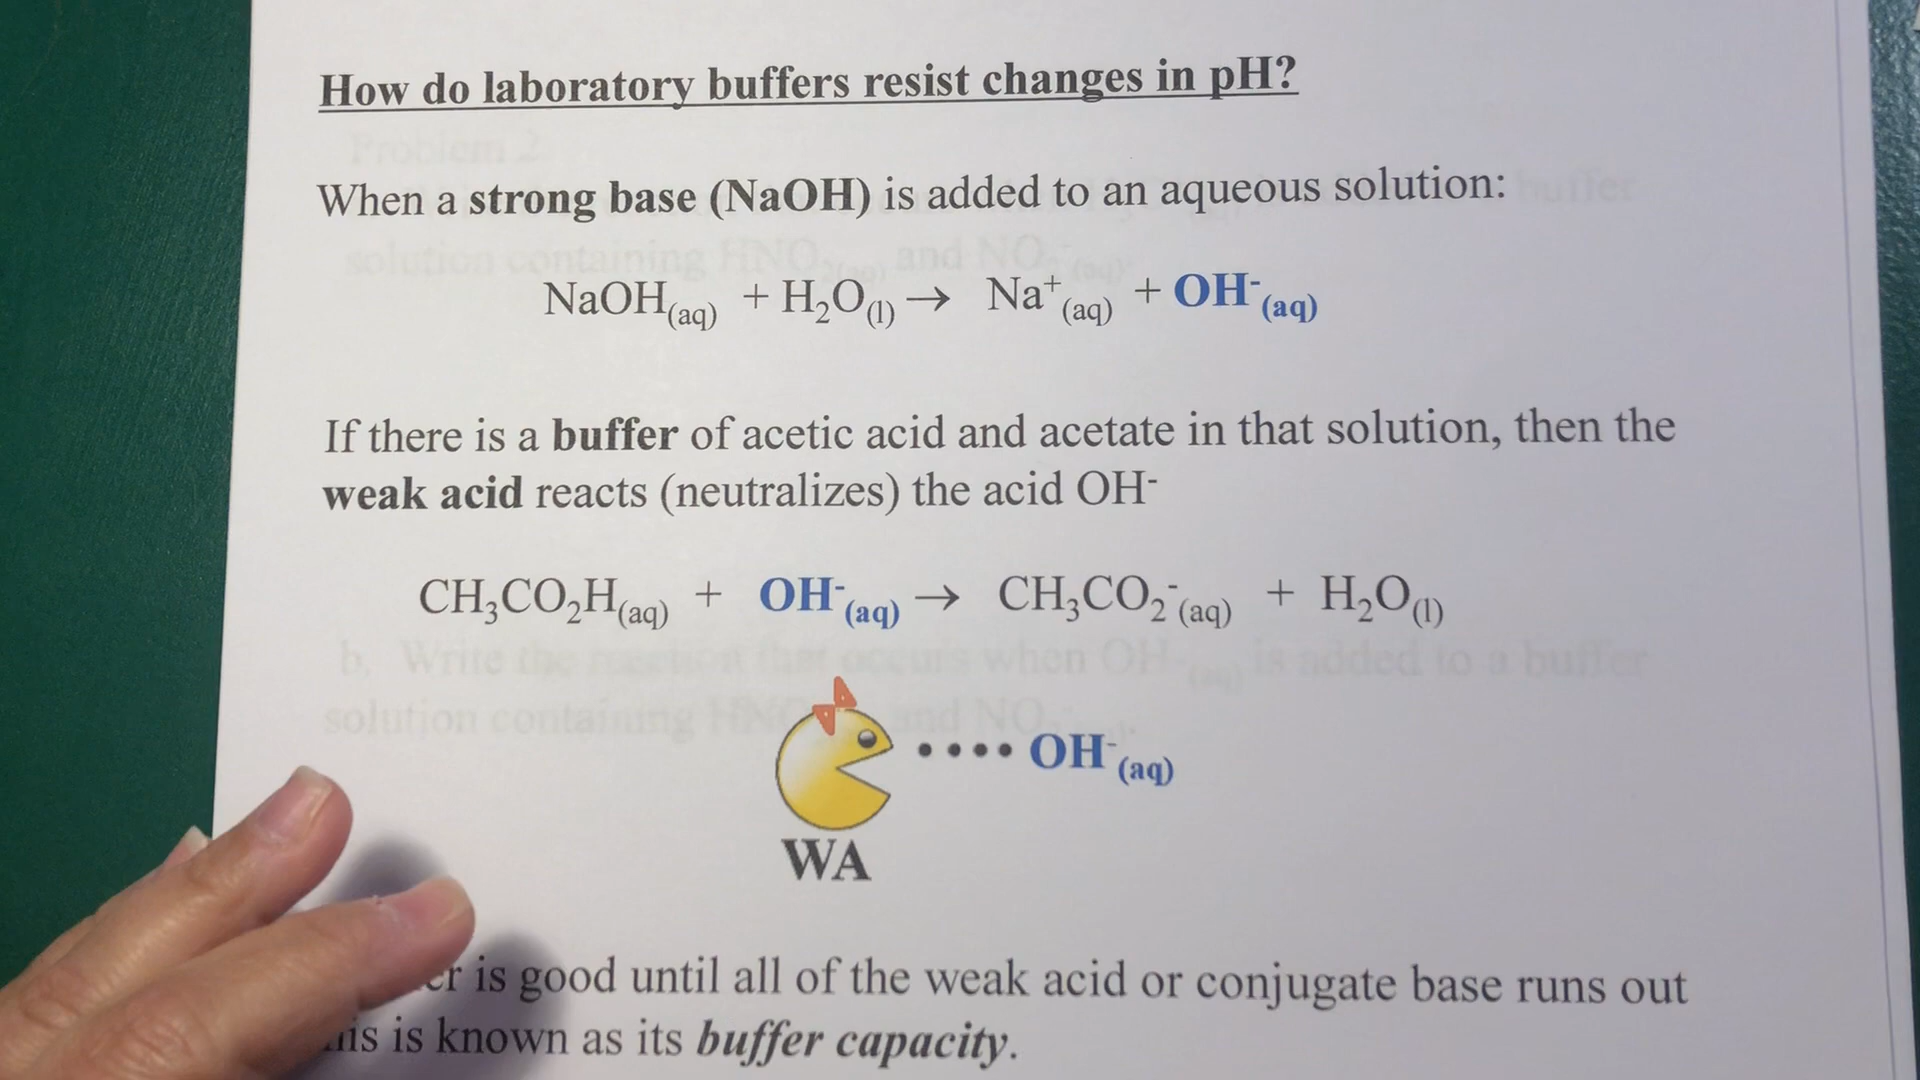 How do laboratory buffers resist changes in pH?
When a strong base (NaOH) is added to an aqueous solution:
NaOH(aq) + H₂O(l) → Na⁺(aq) + OH⁻(aq)
If there is a buffer of acetic acid and acetate in that solution, then the
weak acid reacts (neutralizes) the acid OH⁻
CH₃CO₂H(aq) + OH⁻(aq) → CH₃CO₂⁻(aq) + H₂O(l)
•••• OH⁻(aq)
WA
is good until all of the weak acid or conjugate base runs out
is known as its buffer capacity.